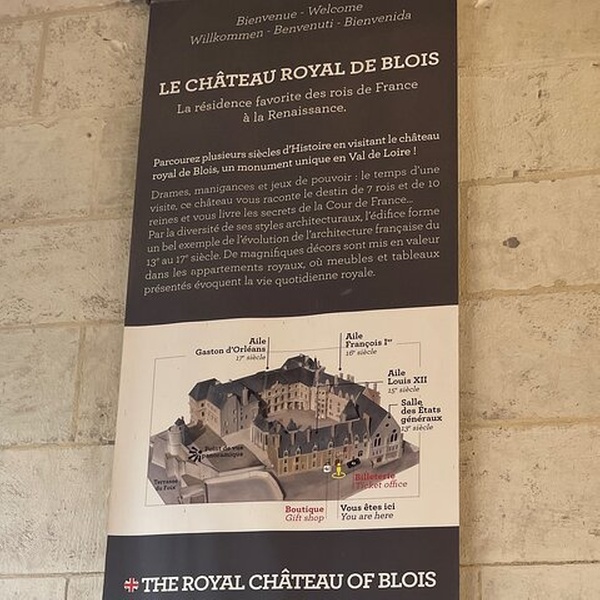 Bienvenue - Welcome
Willkommen - Benvenuti - Bienvenida
LE CHÂTEAU ROYAL DE BLOIS
La résidence favorite des rois de France
à la Renaissance.
Parcourez plusieurs siècles d'Histoire en visitant le château
royal de Blois, un monument unique en Val de Loire !
Drames, manigances et jeux de pouvoir : le temps d'une
visite, ce château vous raconte le destin de 7 rois et de 10
reines et vous livre les secrets de la Cour de France...
Par la diversité de ses styles architecturaux, l'édifice forme
un bel exemple de l'évolution de l'architecture française du
13e au 17e siècle. De magnifiques décors sont mis en valeur
dans les appartements royaux, où meubles et tableaux
présentés évoquent la vie quotidienne royale.
Aile
Gaston d'Orléans
17e siècle
Aile
François Ier
16e siècle
Aile
Louis XII
15e siècle
Salle
des États
généraux
13e siècle
Point de vue
panoramique
Terrasse
du Foix
Billetterie
Ticket office
Boutique
Gift shop
Vous êtes ici
You are here
THE ROYAL CHÂTEAU OF BLOIS